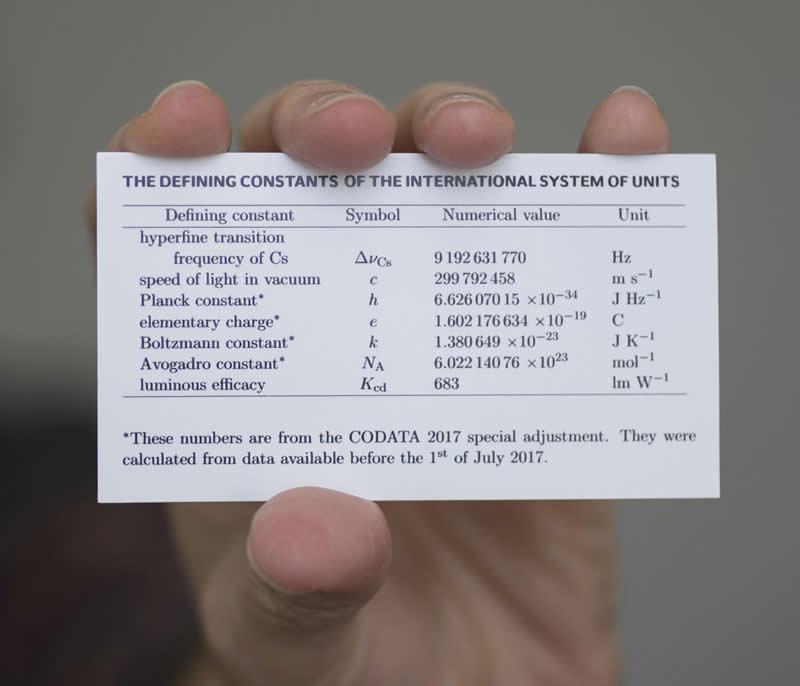 THE DEFINING CONSTANTS OF THE INTERNATIONAL SYSTEM OF UNITS
Defining constant Symbol Numerical value Unit
hyperfine transition
frequency of Cs Δν_Cs 9 192 631 770 Hz
speed of light in vacuum c 299 792 458 m s⁻¹
Planck constant* h 6.626 070 15 ×10⁻³⁴ J Hz⁻¹
elementary charge* e 1.602 176 634 ×10⁻¹⁹ C
Boltzmann constant* k 1.380 649 ×10⁻²³ J K⁻¹
Avogadro constant* N_A 6.022 140 76 ×10²³ mol⁻¹
luminous efficacy K_cd 683 lm W⁻¹
*These numbers are from the CODATA 2017 special adjustment. They were
calculated from data available before the 1ˢᵗ of July 2017.